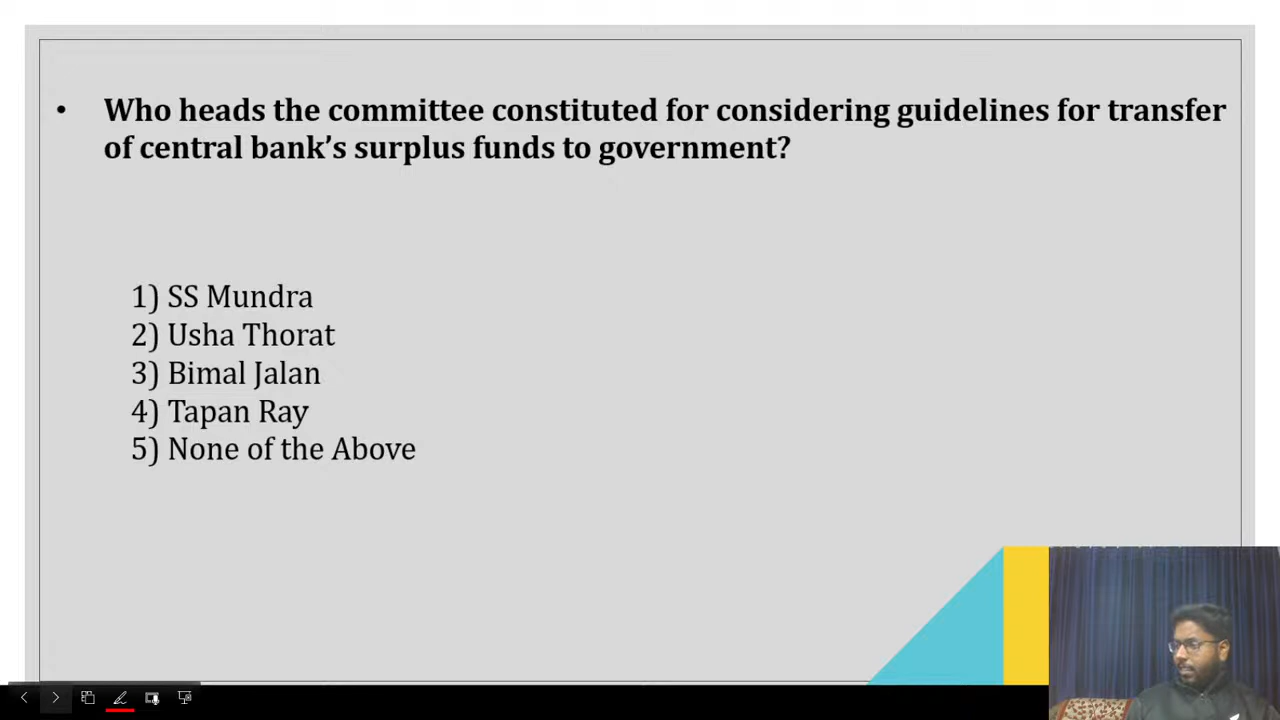 • Who heads the committee constituted for considering guidelines for transfer
of central bank’s surplus funds to government?
1) SS Mundra
2) Usha Thorat
3) Bimal Jalan
4) Tapan Ray
5) None of the Above